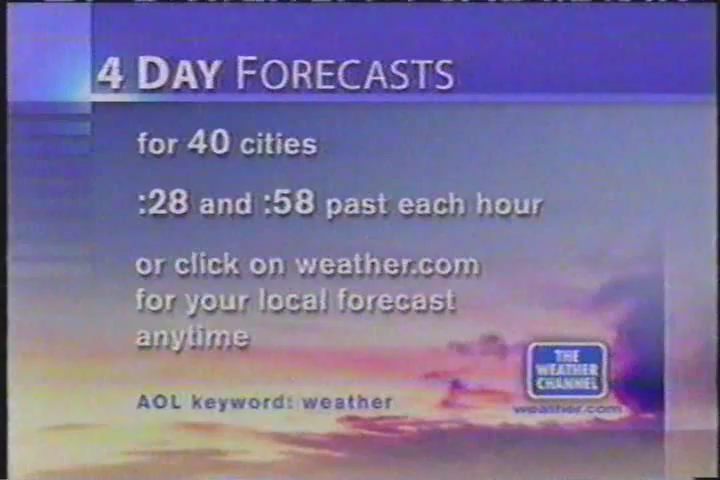 4 DAY FORECASTS
for 40 cities
:28 and :58 past each hour
or click on weather.com
for your local forecast
anytime
AOL keyword: weather
THE
WEATHER
CHANNEL
weather.com